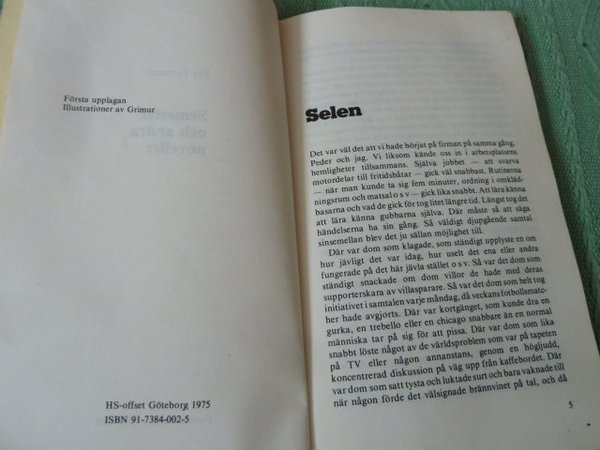 Första upplagan
Illustrationer av Grimur
HS-offset Göteborg 1975
ISBN 91-7384-002-5
Selen
Det var väl det att vi hade börjat på firman på samma gång,
Peder och jag. Vi liksom kände oss in i arbetsplatsens
hemligheter tillsammans. Själva jobbet — att svarva
motordelar till fritidsbåtar — gick väl snabbast. Rutinerna
— när man kunde ta sig fem minuter, ordning i omkläd-
ningsrum och matsal o s v — gick lika snabbt. Att lära känna
basarna och vad de gick för tog litet längre tid. Längst tog det
att lära känna gubbarna själva. Där måste så att säga
händelserna ha sin gång. Så väldigt djupgående samtal
sinsemellan blev det ju sällan möjlighet till.
Där var dom som klagade, som ständigt upplyste en om
hur jävligt det var idag, hur uselt det ena eller andra
fungerade på det här jävla stället o s v. Så var det dom som
ständigt snackade om dom villor de hade med deras
supporterskara av villasparare. Så var det dom som helt tog
initiativet i samtalen varje måndag, då veckans fotbollsmatc-
her hade avgjorts. Där var kortgänget, som kunde dra en
gurka, en trebello eller en chicago snabbare än en normal
människa tar på sig för att pissa. Där var dom som lika
snabbt löste något av de världsproblem som var på tapeten
på TV eller någon annanstans, genom en högljudd,
koncentrerad diskussion på väg upp från kaffebordet. Där
var dom som satt tysta och luktade surt och bara vaknade till
när någon förde det välsignade brännvinet på tal, och då
5